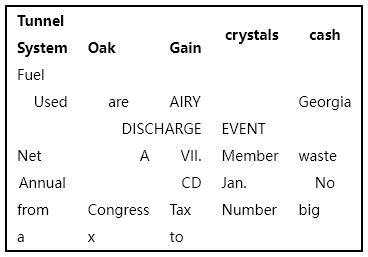 Tunnel
System Oak Gain crystals cash
Fuel
Used are AIRY Georgia
DISCHARGE EVENT
Net A VII. Member waste
Annual CD Jan. No
from Congress Tax Number big
a x to